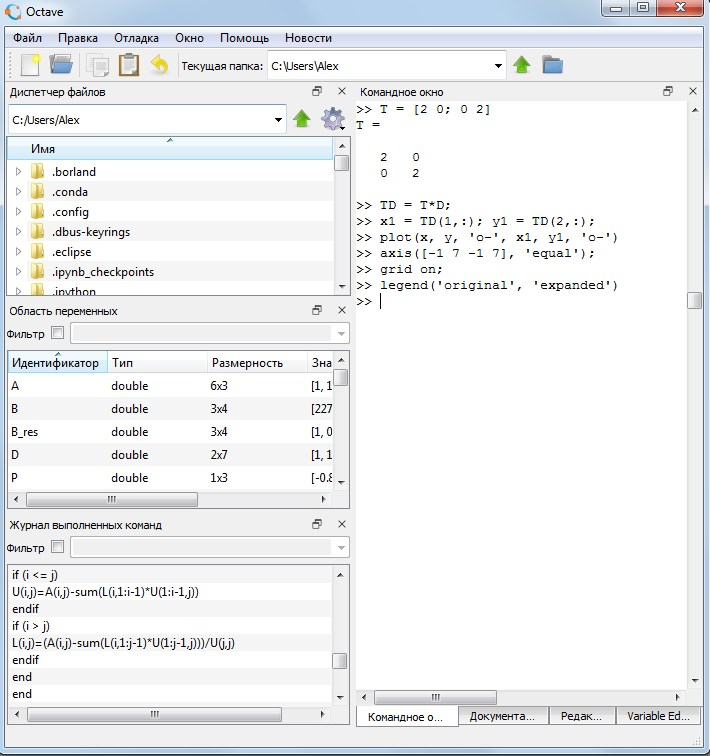 Octave
Файл Правка Отладка Окно Помощь Новости
Текущая папка: C:\Users\Alex
Диспетчер файлов
C:/Users/Alex
Имя
.borland
.conda
.config
.dbus-keyrings
.eclipse
.ipynb_checkpoints
.ipython
Область переменных
Фильтр
Идентификатор Тип Размерность Зна
A double 6x3 [1, 1
B double 3x4 [227
B_res double 3x4 [1, 0
D double 2x7 [1, 1
P double 1x3 [-0.8
Журнал выполненных команд
Фильтр
if (i <= j)
U(i,j)=A(i,j)-sum(L(i,1:i-1)*U(1:i-1,j))
endif
if (i > j)
L(i,j)=(A(i,j)-sum(L(i,1:j-1)*U(1:j-1,j)))/U(j,j)
endif
end
end
Командное окно
>> T = [2 0; 0 2]
T =
2 0
0 2
>> TD = T*D;
>> x1 = TD(1,:); y1 = TD(2,:);
>> plot(x, y, 'o-', x1, y1, 'o-')
>> axis([-1 7 -1 7], 'equal');
>> grid on;
>> legend('original', 'expanded')
>>
Командное о... Документа... Редак... Variable Ed...